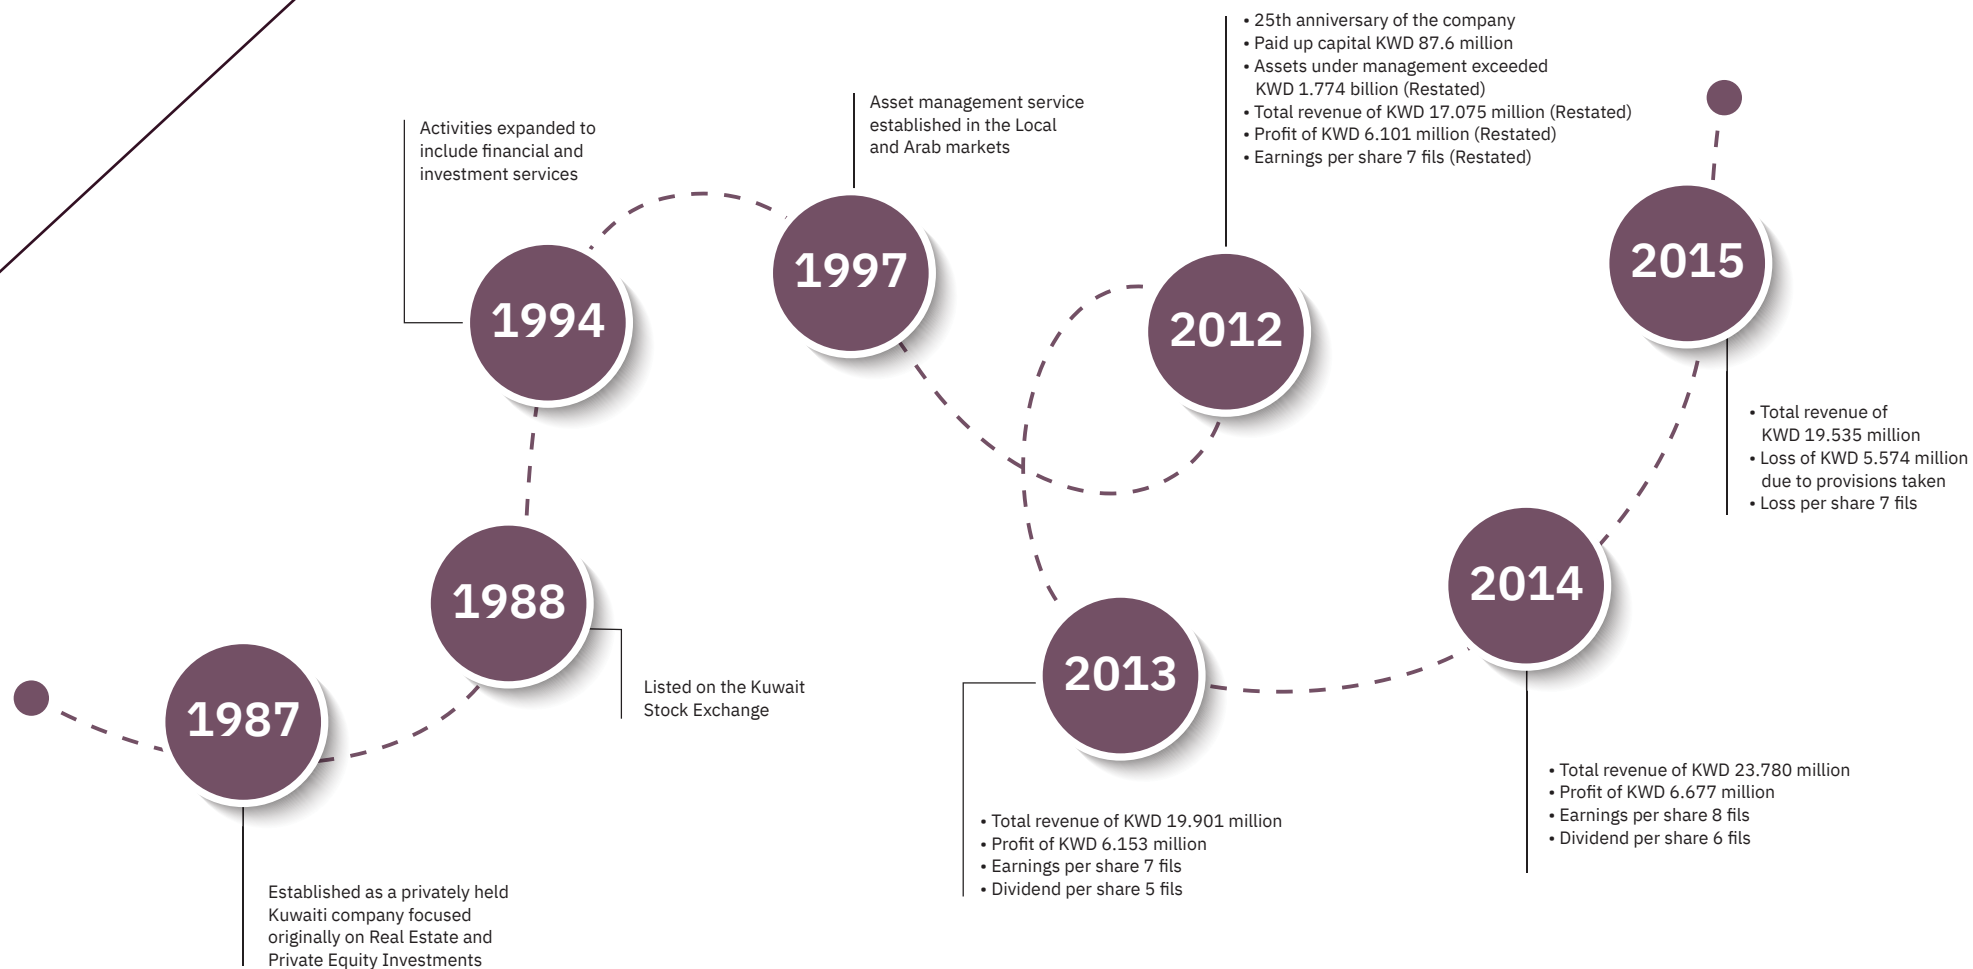 1987
Established as a privately held
Kuwaiti company focused
originally on Real Estate and
Private Equity Investments
1988
Listed on the Kuwait
Stock Exchange
1994
Activities expanded to
include financial and
investment services
1997
Asset management service
established in the Local
and Arab markets
2012
• 25th anniversary of the company
• Paid up capital KWD 87.6 million
• Assets under management exceeded
KWD 1.774 billion (Restated)
• Total revenue of KWD 17.075 million (Restated)
• Profit of KWD 6.101 million (Restated)
• Earnings per share 7 fils (Restated)
2013
• Total revenue of KWD 19.901 million
• Profit of KWD 6.153 million
• Earnings per share 7 fils
• Dividend per share 5 fils
2014
• Total revenue of KWD 23.780 million
• Profit of KWD 6.677 million
• Earnings per share 8 fils
• Dividend per share 6 fils
2015
• Total revenue of
KWD 19.535 million
• Loss of KWD 5.574 million
due to provisions taken
• Loss per share 7 fils